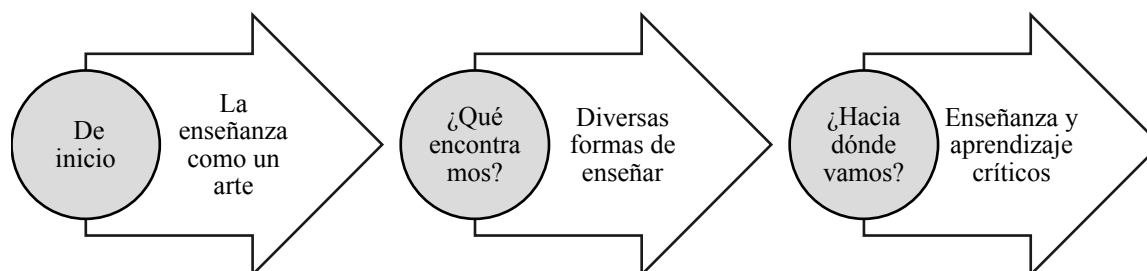 De
inicio
La
enseñanza
como un
arte
¿Qué
encontra
mos?
Diversas
formas de
enseñar
¿Hacia
dónde
vamos?
Enseñanza y
aprendizaje
críticos